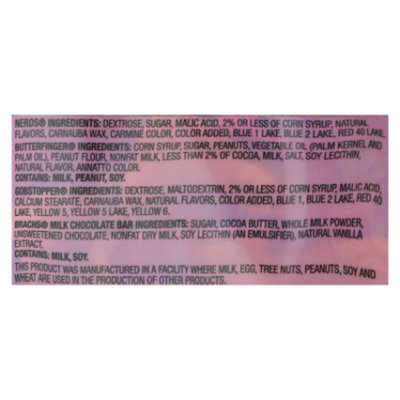 NERDS® INGREDIENTS: DEXTROSE, SUGAR, MALIC ACID, 2% OR LESS OF CORN SYRUP, NATURAL
FLAVORS, CARNAUBA WAX, CARMINE COLOR, COLOR ADDED, BLUE 1 LAKE, BLUE 2 LAKE, RED 40 LAKE.
BUTTERFINGER® INGREDIENTS: CORN SYRUP, SUGAR, PEANUTS, VEGETABLE OIL (PALM KERNEL AND
PALM OIL), PEANUT FLOUR, NONFAT MILK, LESS THAN 2% OF COCOA, MILK, SALT, SOY LECITHIN,
NATURAL FLAVOR, ANNATTO COLOR.
CONTAINS: MILK, PEANUT, SOY.
GOBSTOPPER® INGREDIENTS: DEXTROSE, MALTODEXTRIN, 2% OR LESS OF CORN SYRUP, MALIC ACID,
CALCIUM STEARATE, CARNAUBA WAX, NATURAL FLAVORS, COLOR ADDED, BLUE 1, BLUE 2 LAKE, RED 40
LAKE, YELLOW 5, YELLOW 5 LAKE, YELLOW 6.
BRACHS® MILK CHOCOLATE BAR INGREDIENTS: SUGAR, COCOA BUTTER, WHOLE MILK POWDER,
UNSWEETENED CHOCOLATE, NONFAT DRY MILK, SOY LECITHIN (AN EMULSIFIER), NATURAL VANILLA
EXTRACT.
CONTAINS: MILK, SOY.
THIS PRODUCT WAS MANUFACTURED IN A FACILITY WHERE MILK, EGG, TREE NUTS, PEANUTS, SOY AND
WHEAT ARE USED IN THE PRODUCTION OF OTHER PRODUCTS.